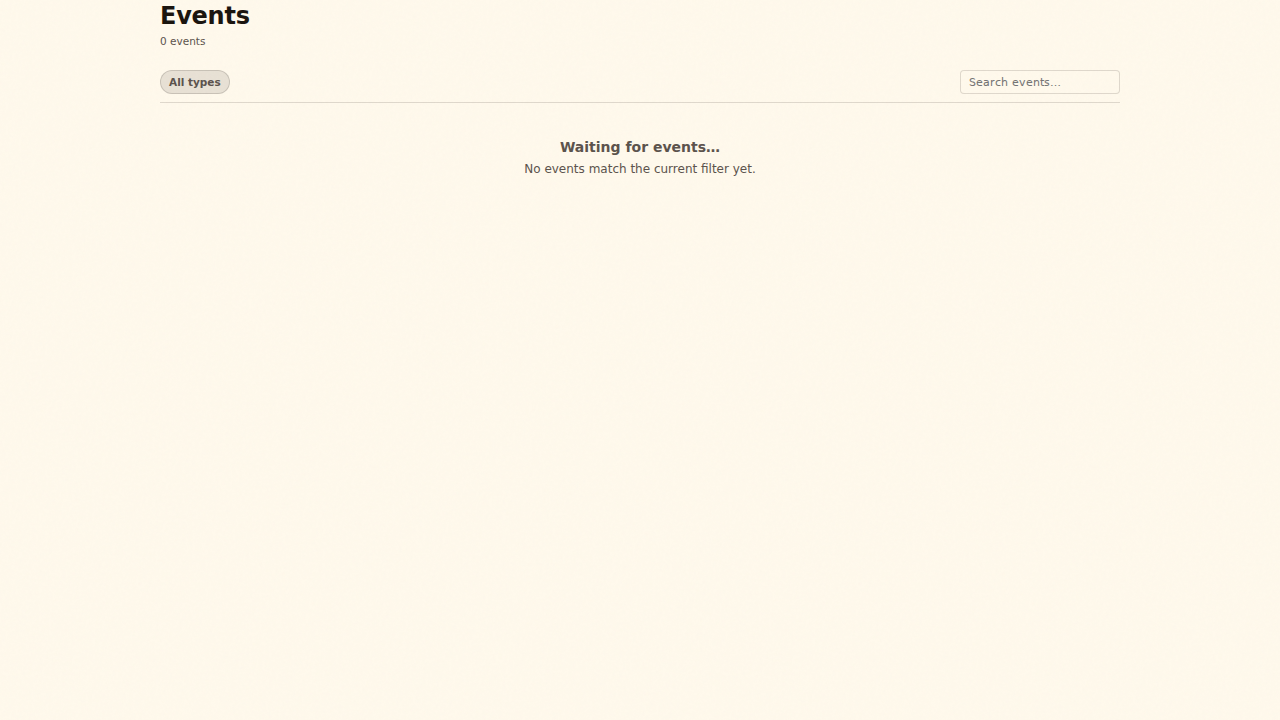 Events
0 events
All types
Search events…
Waiting for events…
No events match the current filter yet.